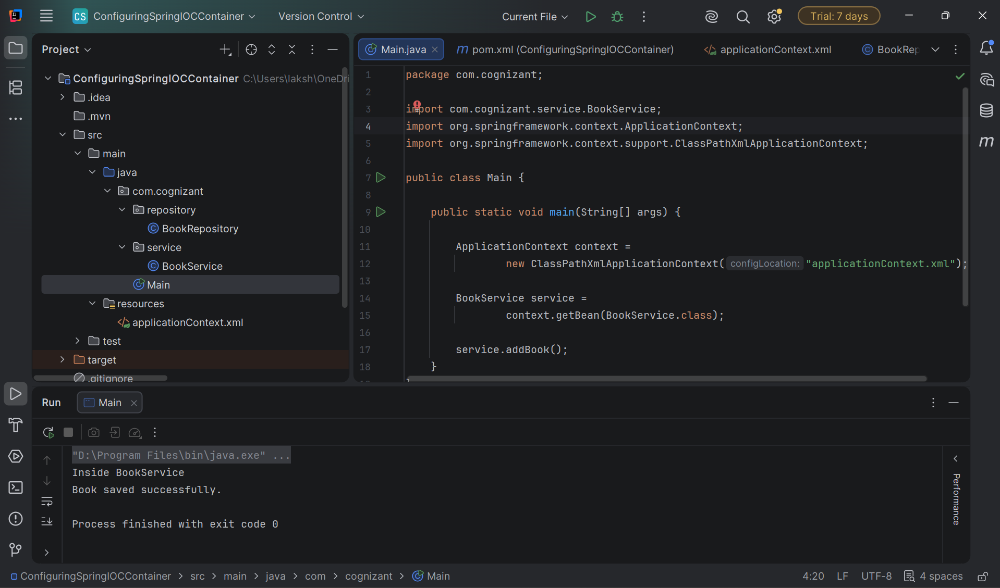 CS ConfiguringSpringIOCContainer Version Control Current File Trial: 7 days
Project
ConfiguringSpringIOCContainer C:\Users\laksh\OneDri
.idea
.mvn
src
main
java
com.cognizant
repository
BookRepository
service
BookService
Main
resources
applicationContext.xml
test
target
.gitignore
Main.java m pom.xml (ConfiguringSpringIOCContainer) applicationContext.xml BookRep
1 package com.cognizant;
2
3 import com.cognizant.service.BookService;
4 import org.springframework.context.ApplicationContext;
5 import org.springframework.context.support.ClassPathXmlApplicationContext;
6
7 public class Main {
8
9 public static void main(String[] args) {
10
11 ApplicationContext context =
12 new ClassPathXmlApplicationContext( configLocation: "applicationContext.xml");
13
14 BookService service =
15 context.getBean(BookService.class);
16
17 service.addBook();
18 }
m
Run Main
"D:\Program Files\bin\java.exe" ...
Inside BookService
Book saved successfully.
Process finished with exit code 0
Performance
ConfiguringSpringIOCContainer > src > main > java > com > cognizant > Main 4:20 LF UTF-8 4 spaces